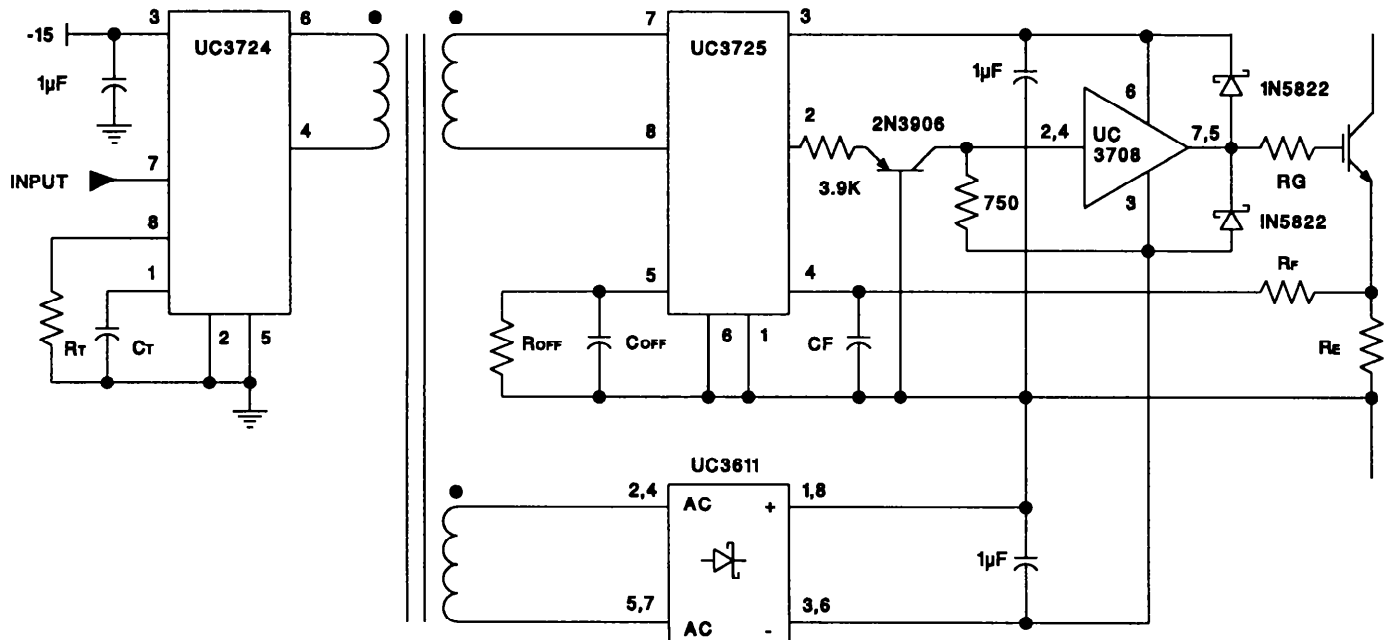 3
6
7
3
-15
UC3724
UC3725
1µF
1µF
6
1N5822
4
8
2
2N3906
2,4
UC
3708
7,5
7
INPUT
3.9K
RG
8
750
3
IN5822
1
5
4
RF
RT
CT
2
5
ROFF
COFF
6
1
CF
RE
UC3611
2,4
AC
+
1,8
1µF
5,7
AC
-
3,6